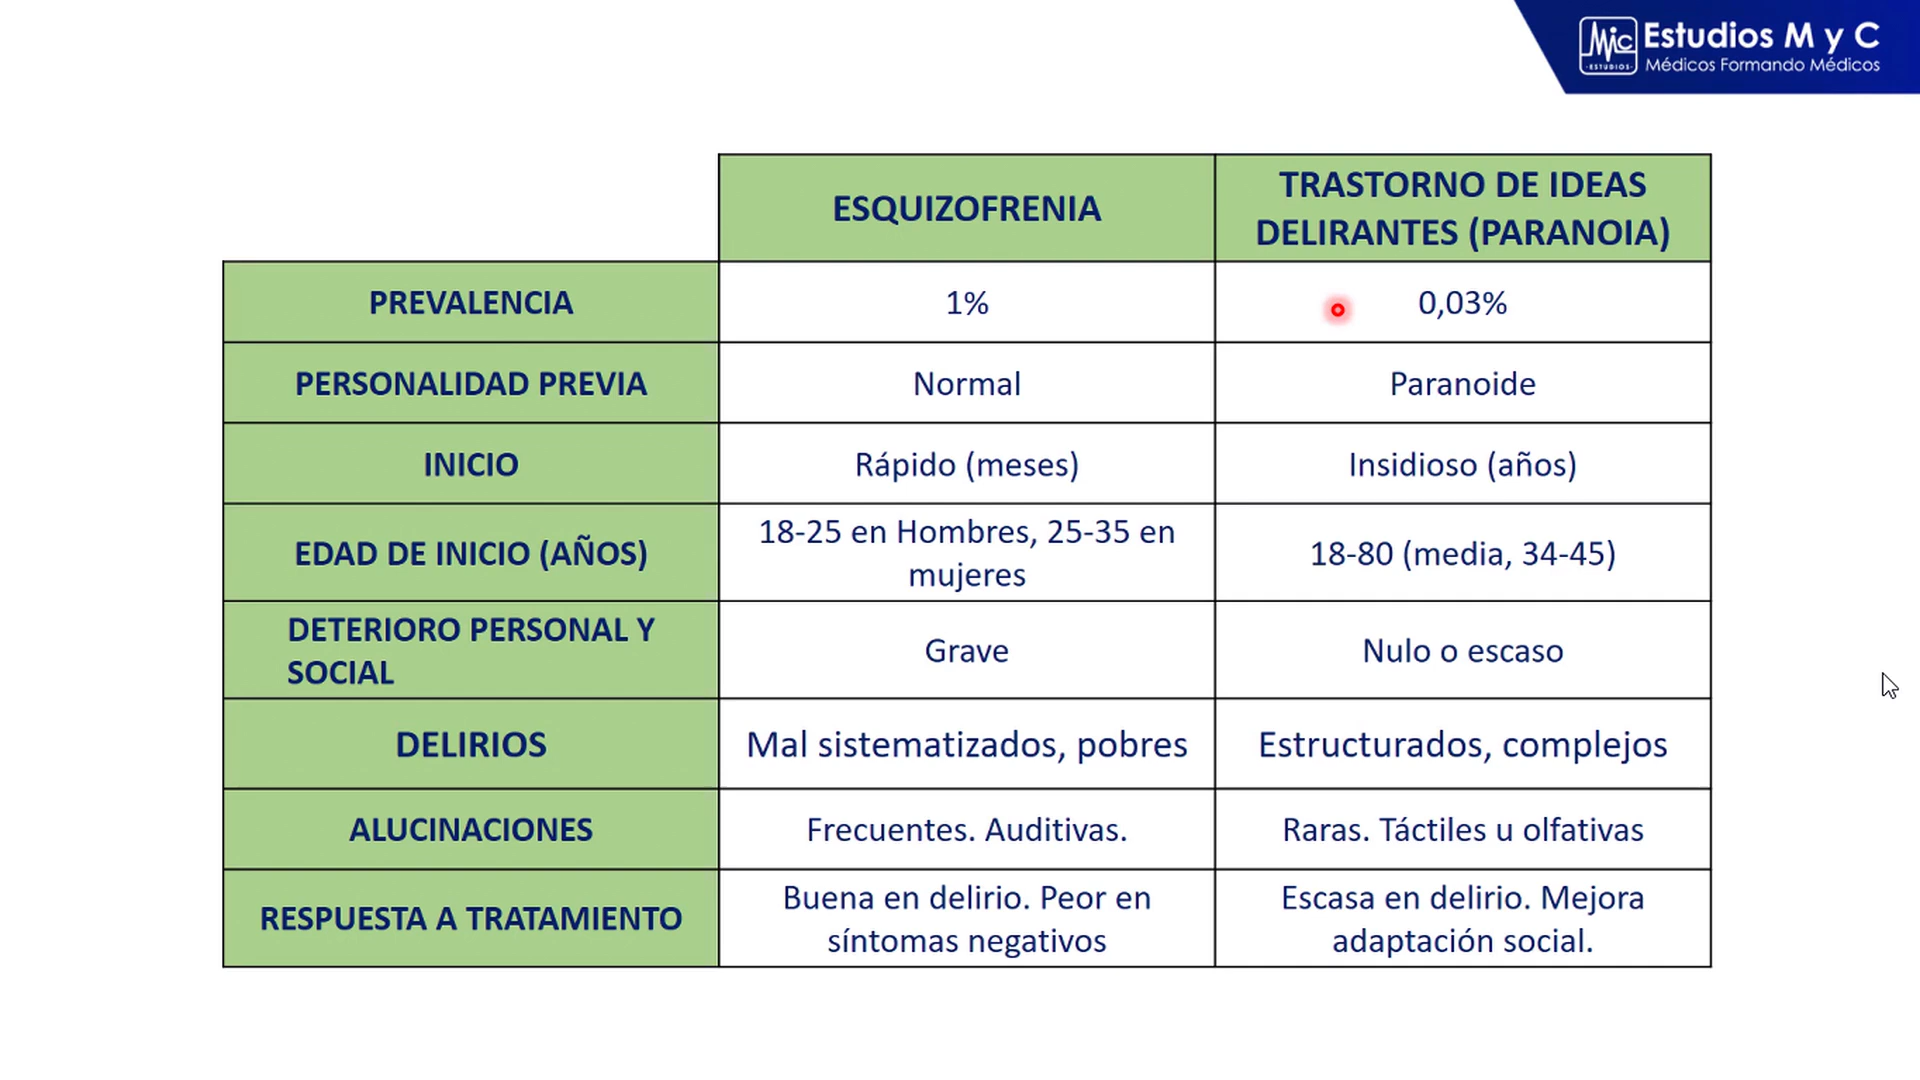 Mic
ESTUDIOS
Estudios M y C
Médicos Formando Médicos
ESQUIZOFRENIA
TRASTORNO DE IDEAS
DELIRANTES (PARANOIA)
PREVALENCIA
1%
0,03%
PERSONALIDAD PREVIA
Normal
Paranoide
INICIO
Rápido (meses)
Insidioso (años)
EDAD DE INICIO (AÑOS)
18-25 en Hombres, 25-35 en
mujeres
18-80 (media, 34-45)
DETERIORO PERSONAL Y
SOCIAL
Grave
Nulo o escaso
DELIRIOS
Mal sistematizados, pobres
Estructurados, complejos
ALUCINACIONES
Frecuentes. Auditivas.
Raras. Táctiles u olfativas
RESPUESTA A TRATAMIENTO
Buena en delirio. Peor en
síntomas negativos
Escasa en delirio. Mejora
adaptación social.